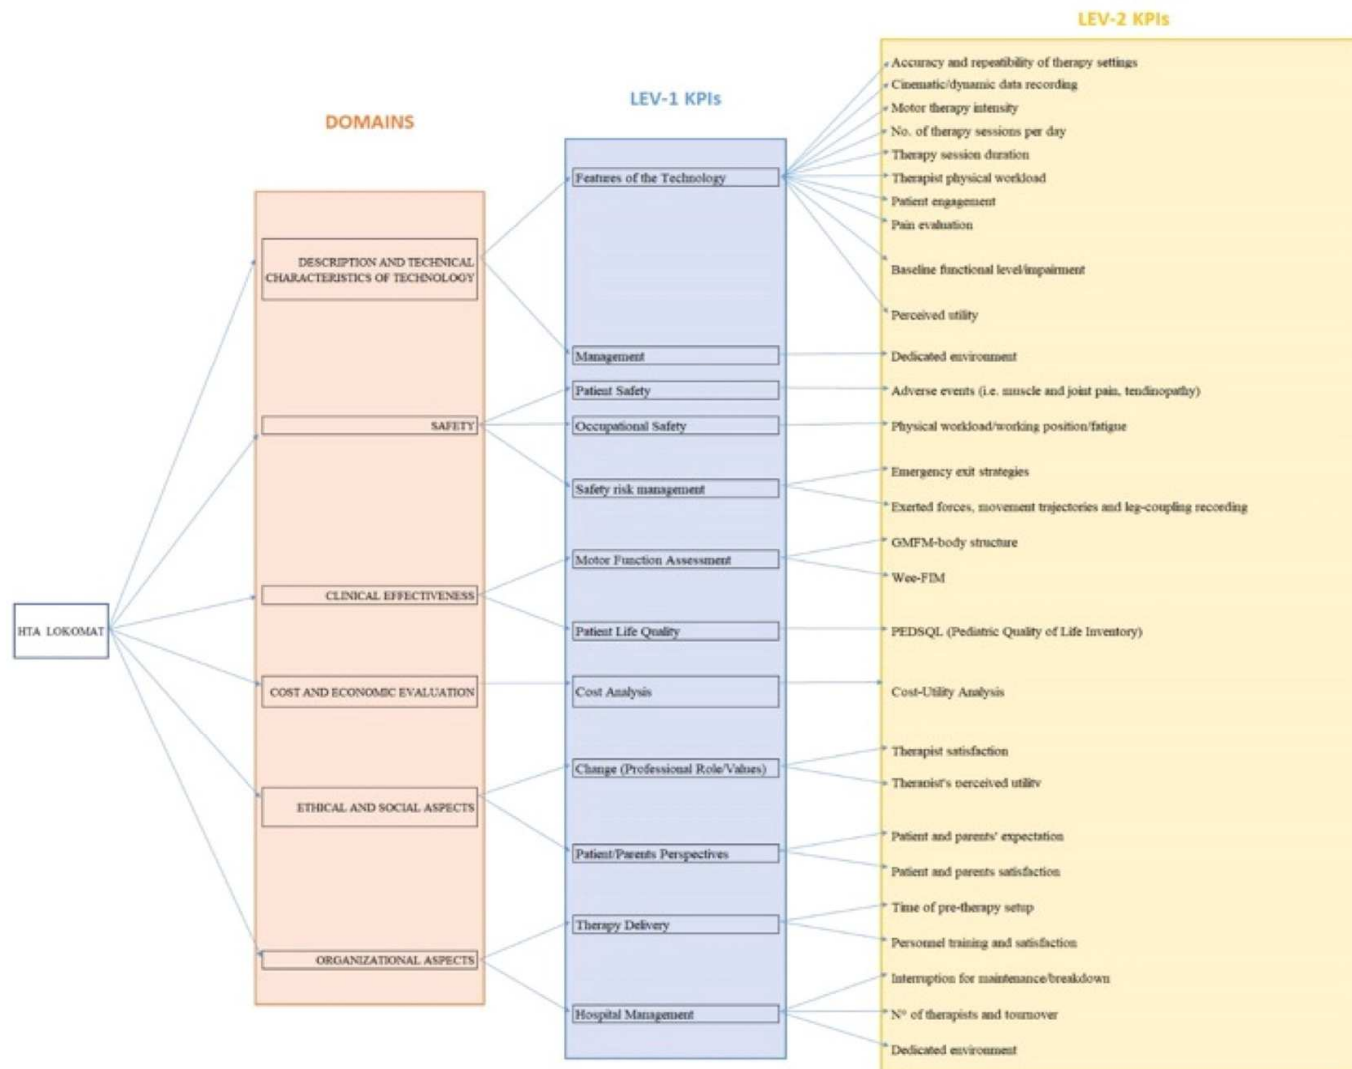 LEV-2 KPIs
LEV-1 KPIs
DOMAINS
HTA LOKOMAT
DESCRIPTION AND TECHNICAL
CHARACTERISTICS OF TECHNOLOGY
SAFETY
CLINICAL EFFECTIVENESS
COST AND ECONOMIC EVALUATION
ETHICAL AND SOCIAL ASPECTS
ORGANIZATIONAL ASPECTS
Features of the Technology
Management
Patient Safety
Occupational Safety
Safety risk management
Motor Function Assessment
Patient Life Quality
Cost Analysis
Change (Professional Role/Values)
Patient/Parents Perspectives
Therapy Delivery
Hospital Management
Accuracy and repeatibility of therapy settings
Cinematic/dynamic data recording
Motor therapy intensity
No. of therapy sessions per day
Therapy session duration
Therapist physical workload
Patient engagement
Pain evaluation
Baseline functional level/impairment
Perceived utility
Dedicated environment
Adverse events (i.e. muscle and joint pain, tendinopathy)
Physical workload/working position/fatigue
Emergency exit strategies
Exerted forces, movement trajectories and leg-coupling recording
GMFM-body structure
Wee-FIM
PEDSQL (Pediatric Quality of Life Inventory)
Cost-Utility Analysis
Therapist satisfaction
Therapist's perceived utility
Patient and parents' expectation
Patient and parents satisfaction
Time of pre-therapy setup
Personnel training and satisfaction
Interruption for maintenance/breakdown
N° of therapists and tournover
Dedicated environment